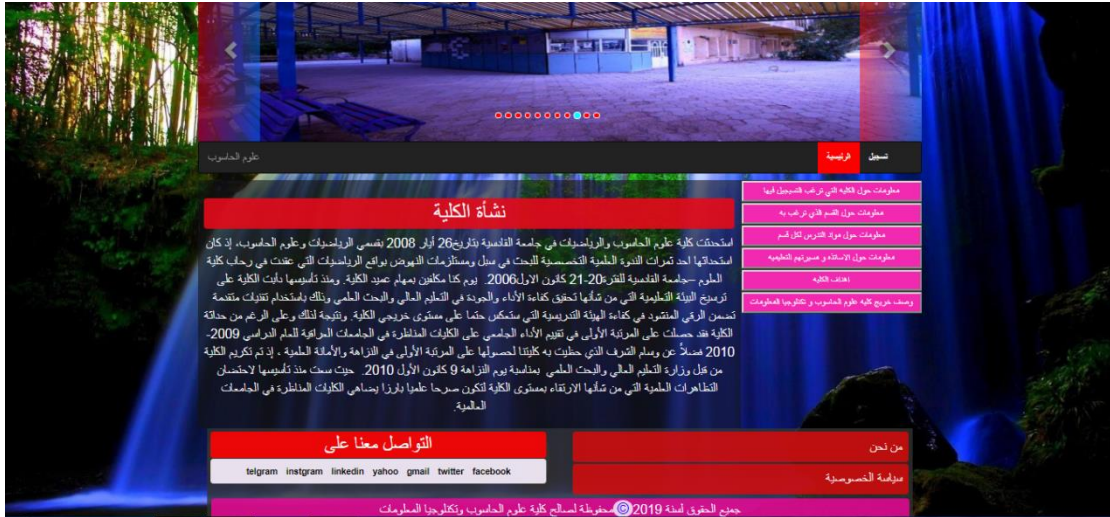 تسجيل
الرئيسية
علوم الحاسوب
معلومات حول الكليه التي ترغب التسجيل فيها
معلومات حول القسم الذي ترغب به
معلومات حول مواد التدرس لكل قسم
معلومات حول الاساتذه و مسيرتهم التعليميه
اهداف الكليه
وصف خريج كليه علوم الحاسوب و تكنلوجيا المعلومات
نشأة الكلية
استحدثت كلية علوم الحاسوب والرياضيات في جامعة القادسية بتاريخ26 أيار 2008 بقسمي الرياضيات وعلوم الحاسوب، إذ كان
استحداثها احد ثمرات الندوة العلمية التخصصية للبحث في سبل ومستلزمات النهوض بواقع الرياضيات التي عقدت في رحاب كلية
العلوم –جامعة القادسية للفترة20-21 كانون الاول2006. يوم كنا مكلفين بمهام عميد الكلية. ومنذ تأسيسها دأبت الكلية على
ترسيخ البيئة التعليمية التي من شأنها تحقيق كفاءة الأداء والجودة في التعليم العالي والبحث العلمي وذلك باستخدام تقنيات متقدمة
تضمن الرقي المنشود في كفاءة الهيئة التدريسية التي ستعكس حتما على مستوى خريجي الكلية. ونتيجة لذلك وعلى الرغم من حداثة
الكلية فقد حصلت على المرتبة الأولى في تقييم الأداء الجامعي على الكليات المناظرة في الجامعات العراقية للعام الدراسي 2009-
2010 فضلاً عن وسام الشرف الذي حظيت به كليتنا لحصولها على المرتبة الأولى في النزاهة والأمانة العلمية ، إذ تم تكريم الكلية
من قبل وزارة التعليم العالي والبحث العلمي بمناسبة يوم النزاهة 9 كانون الأول 2010. حيث سعت منذ تأسيسها لاحتضان
التظاهرات العلمية التي من شأنها الارتقاء بمستوى الكلية لتكون صرحا علميا بارزا يضاهي الكليات المناظرة في الجامعات
العالمية.
من نحن
سياسة الخصوصية
التواصل معنا على
telgram instgram linkedin yahoo gmail twitter facebook
جميع الحقوق لسنة 2019© محفوظة لصالح كلية علوم الحاسوب وتكنلوجيا المعلومات